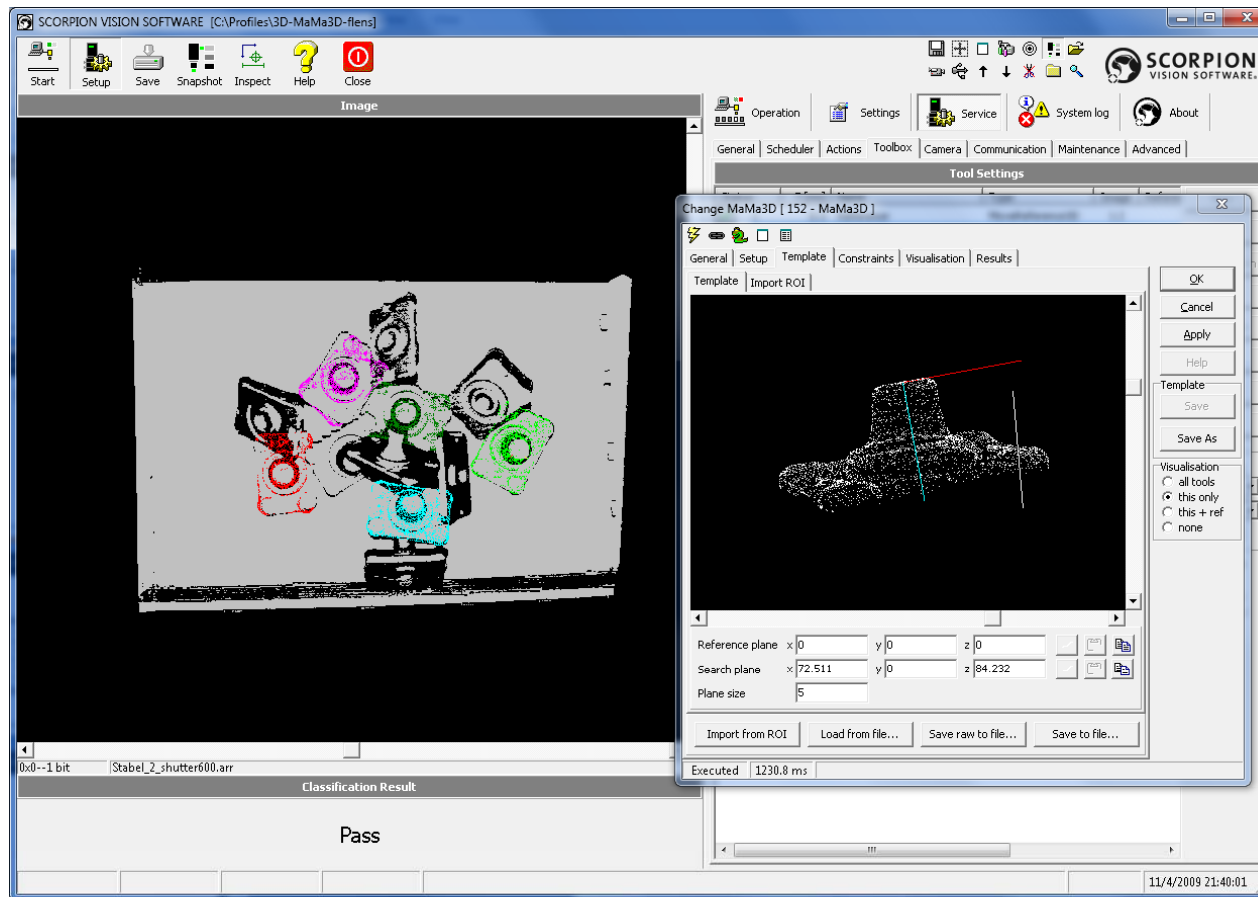 SCORPION VISION SOFTWARE [C:\Profiles\3D-MaMa3D-flens]
Start Setup Save Snapshot Inspect Help Close
SCORPION
VISION SOFTWARE®
Image
Operation Settings Service System log About
General Scheduler Actions Toolbox Camera Communication Maintenance Advanced
Tool Settings
Change MaMa3D [ 152 - MaMa3D ]
General Setup Template Constraints Visualisation Results
Template Import ROI
OK
Cancel
Apply
Help
Template
Save
Save As
Visualisation
all tools
this only
this + ref
none
Reference plane x 0 y 0 z 0
Search plane x 72.511 y 0 z 84.232
Plane size 5
Import from ROI Load from file... Save raw to file... Save to file...
Executed 1230.8 ms
0x0--1 bit Stabel_2_shutter600.arr
Classification Result
Pass
11/4/2009 21:40:01